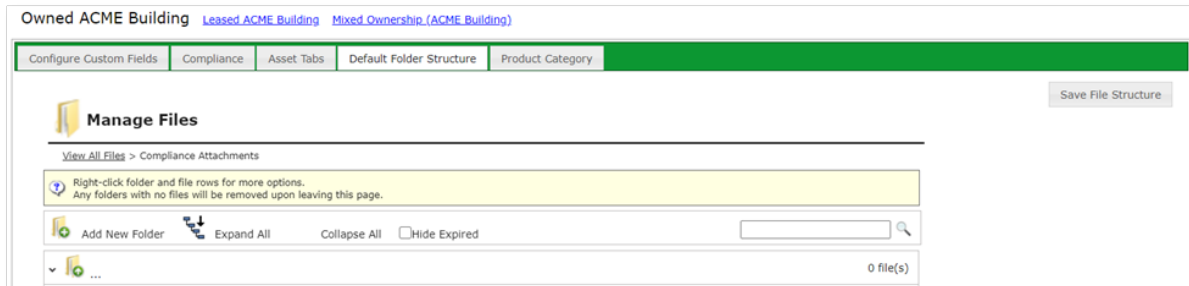 Owned ACME Building Leased ACME Building Mixed Ownership (ACME Building)
Configure Custom Fields Compliance Asset Tabs Default Folder Structure Product Category
Save File Structure
Manage Files
View All Files > Compliance Attachments
Right-click folder and file rows for more options.
Any folders with no files will be removed upon leaving this page.
Add New Folder Expand All Collapse All Hide Expired
... 0 file(s)